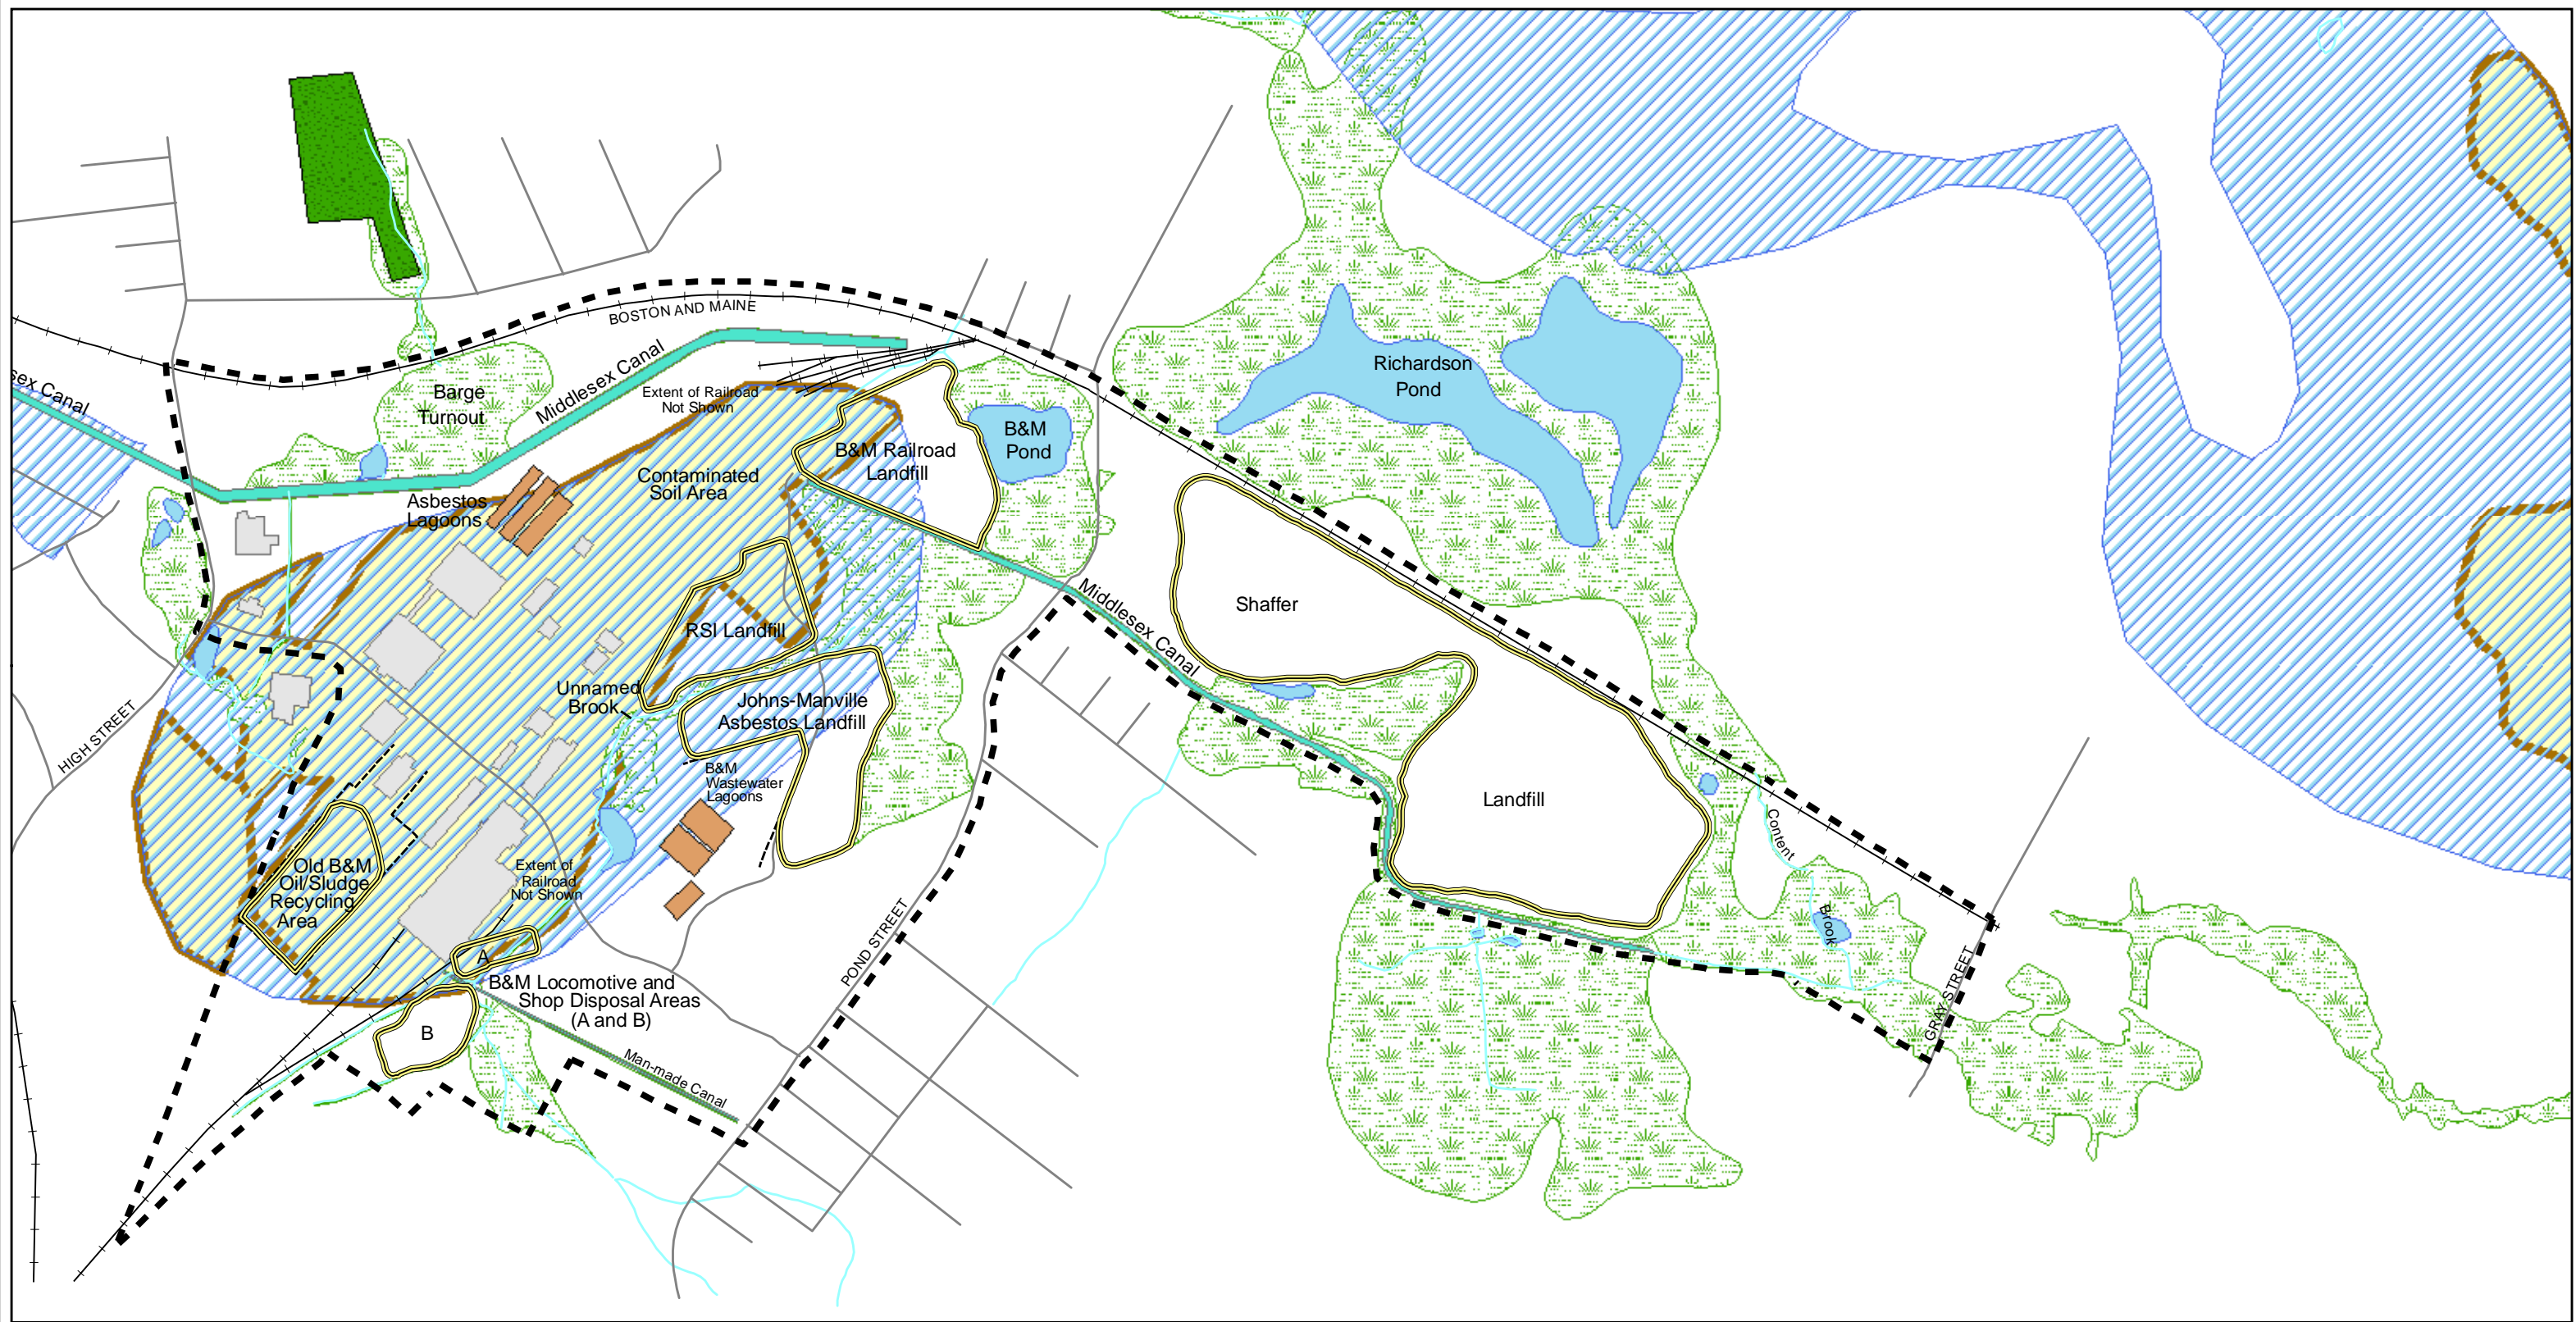 BOSTON AND MAINE
sex Canal
Middlesex Canal
Barge
Turnout
Extent of Railroad
Not Shown
Richardson
Pond
B&M
Pond
B&M Railroad
Landfill
Contaminated
Soil Area
Asbestos
Lagoons
Middlesex Canal
Shaffer
RSI Landfill
Unnamed
Brook
Johns-Manville
Asbestos Landfill
HIGH STREET
B&M
Wastewater
Lagoons
Landfill
Content
Brook
Old B&M
Oil/Sludge
Recycling
Area
Extent of
Railroad
Not Shown
POND STREET
GRAY STREET
A
B&M Locomotive and
Shop Disposal Areas
(A and B)
B
Man-made Canal